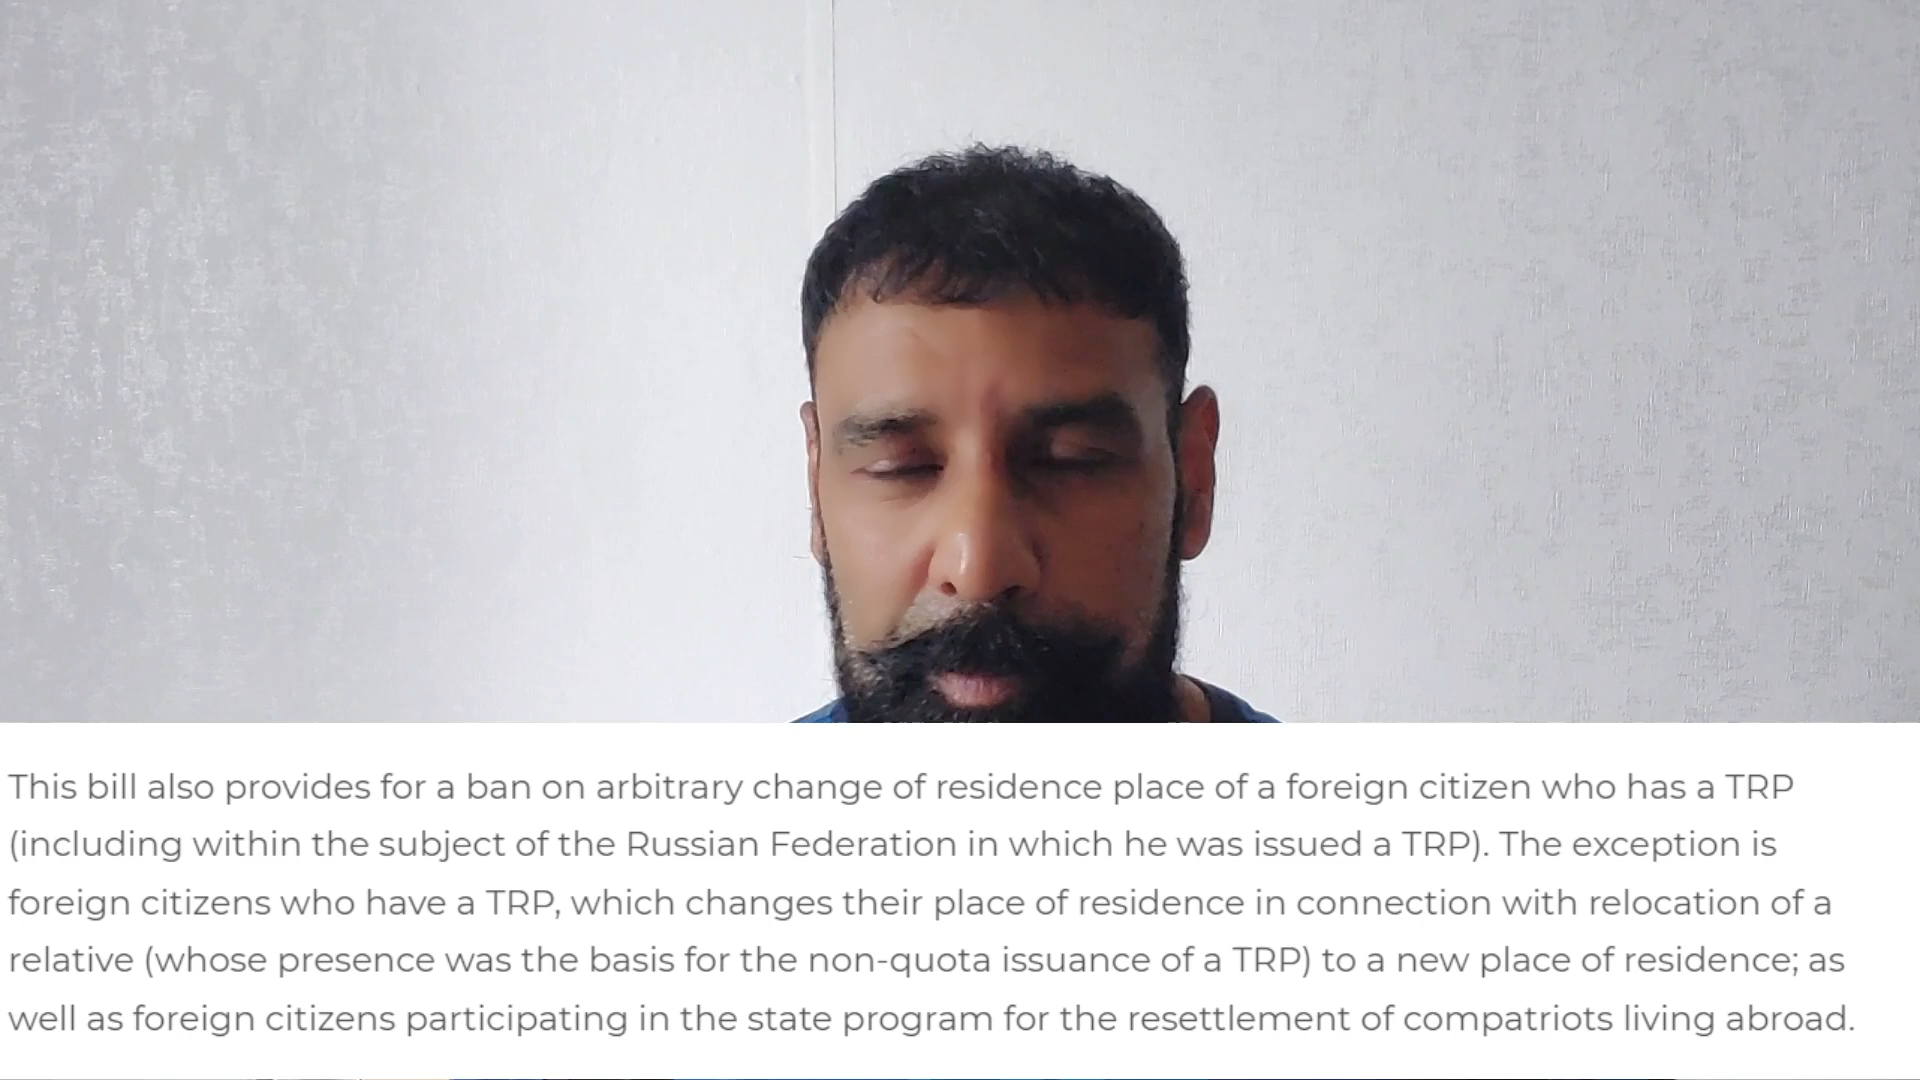 This bill also provides for a ban on arbitrary change of residence place of a foreign citizen who has a TRP
(including within the subject of the Russian Federation in which he was issued a TRP). The exception is
foreign citizens who have a TRP, which changes their place of residence in connection with relocation of a
relative (whose presence was the basis for the non-quota issuance of a TRP) to a new place of residence; as
well as foreign citizens participating in the state program for the resettlement of compatriots living abroad.